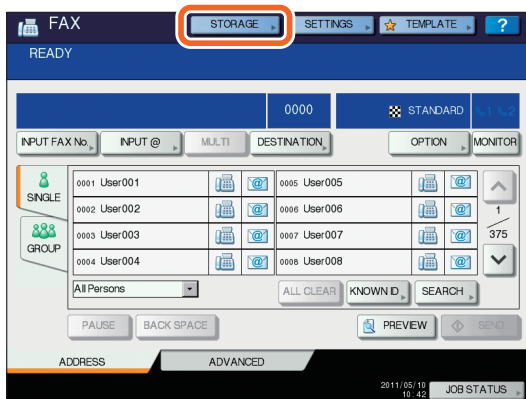 FAX STORAGE SETTINGS TEMPLATE ?
READY
0000 STANDARD 1 2
INPUT FAX No. INPUT @ MULTI DESTINATION OPTION MONITOR
SINGLE
GROUP
0001 User001 @ 0005 User005 @
0002 User002 @ 0006 User006 @
0003 User003 @ 0007 User007 @
0004 User004 @ 0008 User008 @
1
375
All Persons ALL CLEAR KNOWN ID SEARCH
PAUSE BACK SPACE PREVIEW SEND
ADDRESS ADVANCED
2011/05/10
10:42 JOB STATUS